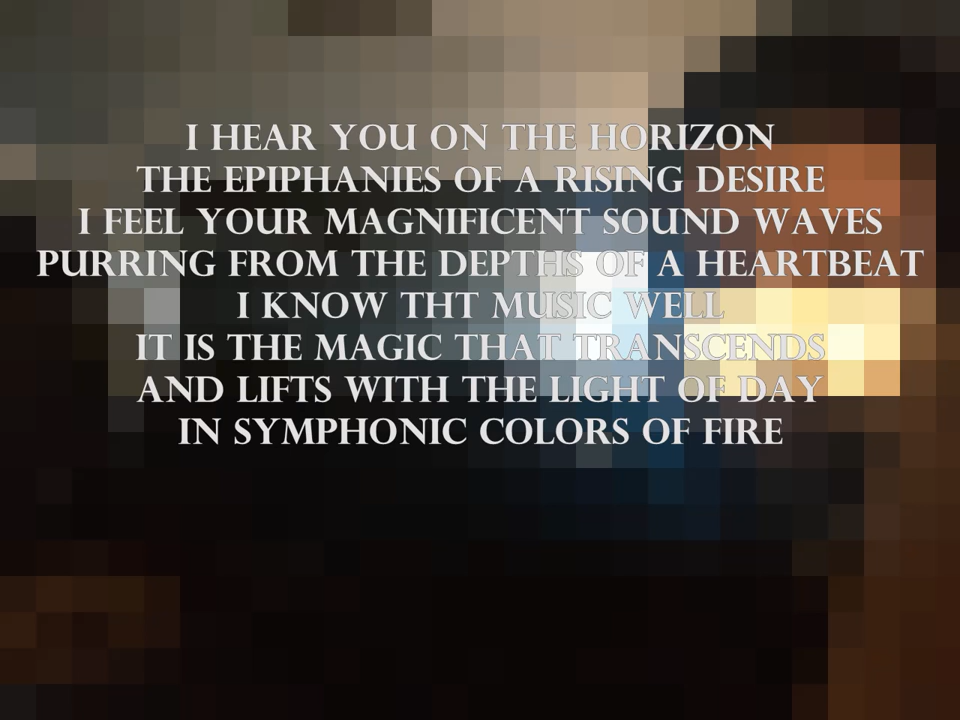 I HEAR YOU ON THE HORIZON
THE EPIPHANIES OF A RISING DESIRE
I FEEL YOUR MAGNIFICENT SOUND WAVES
PURRING FROM THE DEPTHS OF A HEARTBEAT
I KNOW THT MUSIC WELL
IT IS THE MAGIC THAT TRANSCENDS
AND LIFTS WITH THE LIGHT OF DAY
IN SYMPHONIC COLORS OF FIRE